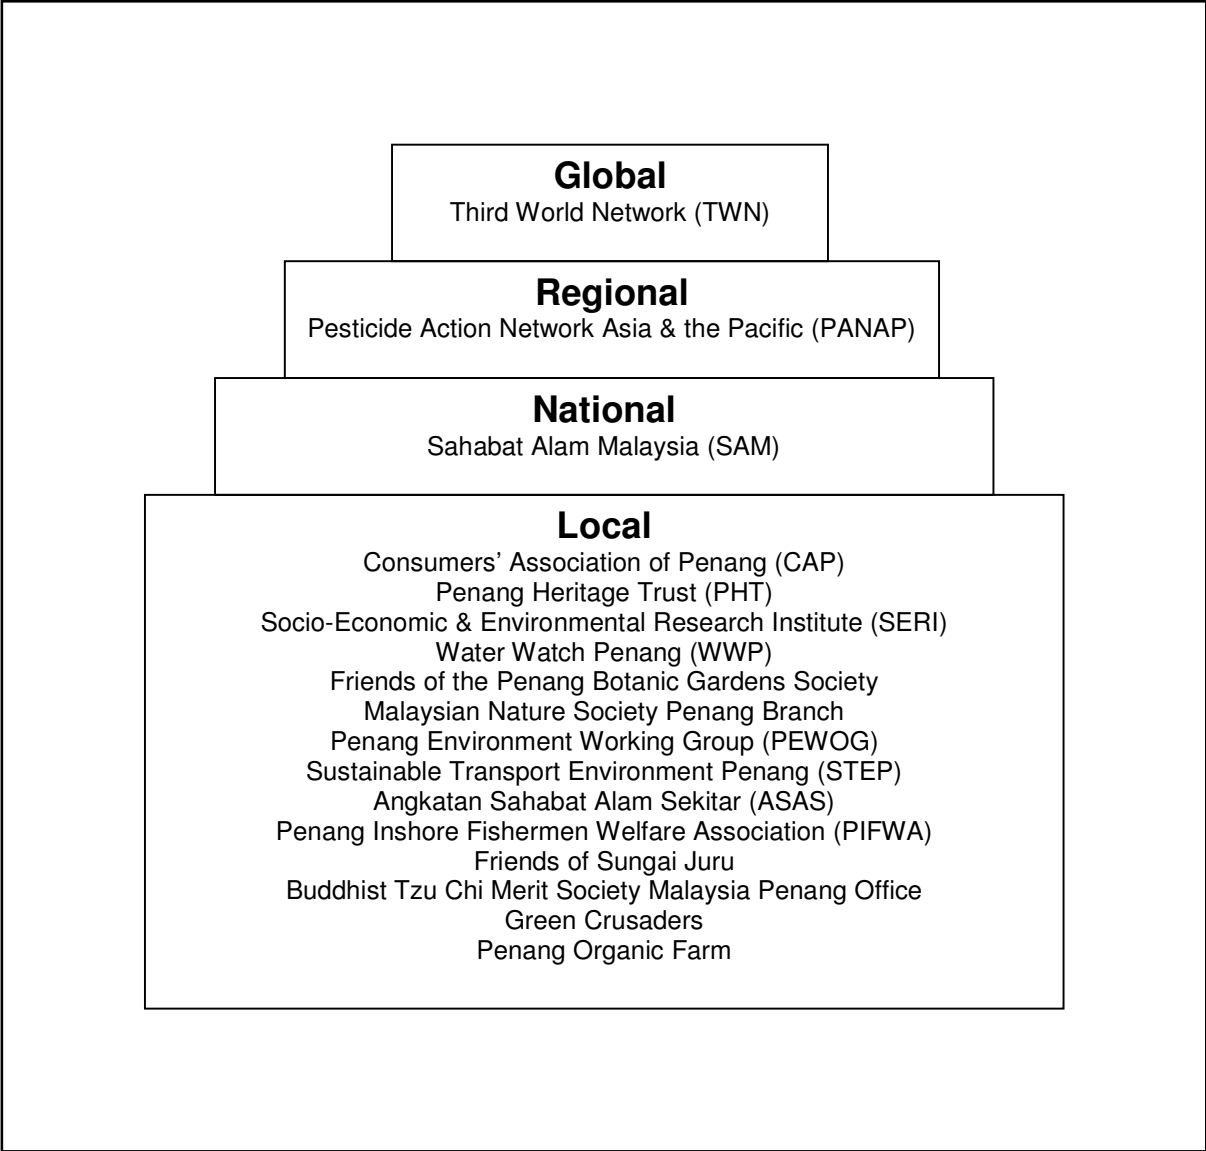 Global
Third World Network (TWN)
Regional
Pesticide Action Network Asia & the Pacific (PANAP)
National
Sahabat Alam Malaysia (SAM)
Local
Consumers’ Association of Penang (CAP)
Penang Heritage Trust (PHT)
Socio-Economic & Environmental Research Institute (SERI)
Water Watch Penang (WWP)
Friends of the Penang Botanic Gardens Society
Malaysian Nature Society Penang Branch
Penang Environment Working Group (PEWOG)
Sustainable Transport Environment Penang (STEP)
Angkatan Sahabat Alam Sekitar (ASAS)
Penang Inshore Fishermen Welfare Association (PIFWA)
Friends of Sungai Juru
Buddhist Tzu Chi Merit Society Malaysia Penang Office
Green Crusaders
Penang Organic Farm